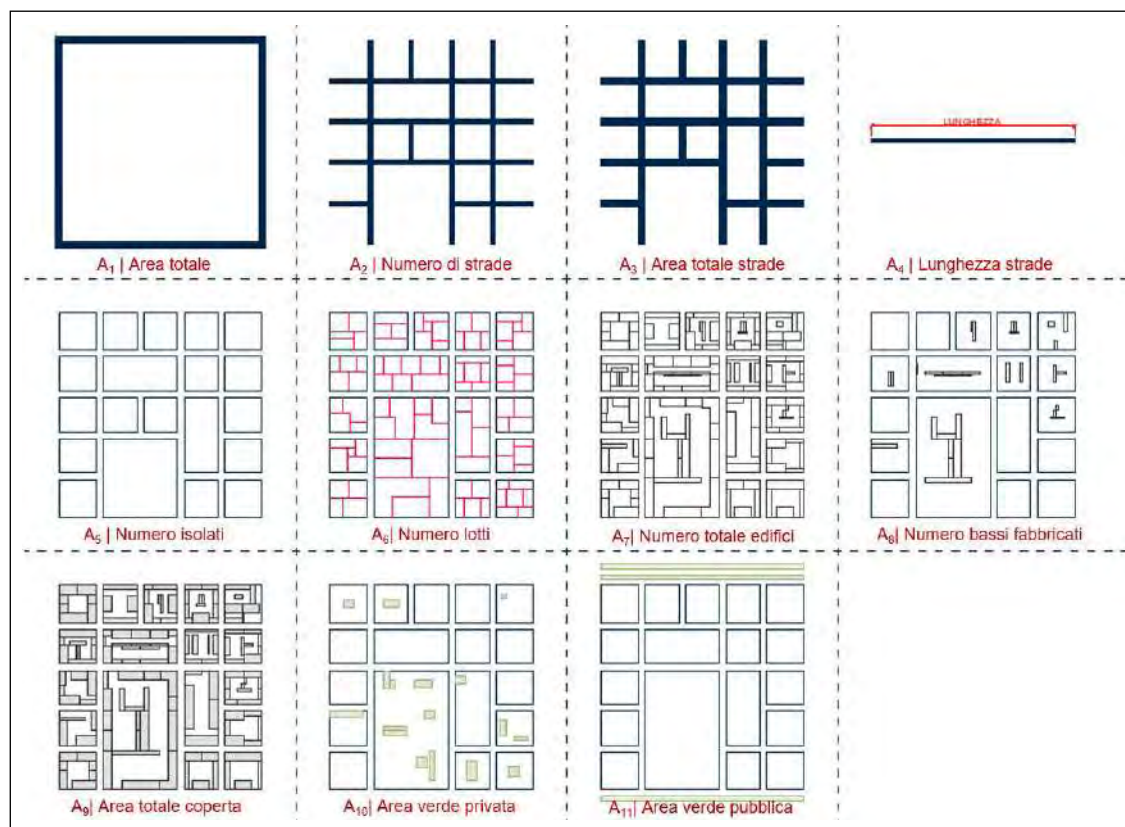 LUNGHEZZA
A₁ | Area totale
A₂ | Numero di strade
A₃ | Area totale strade
A₄ | Lunghezza strade
A₅ | Numero isolati
A₆| Numero lotti
A₇| Numero totale edifici
A₈| Numero bassi fabbricati
A₉| Area totale coperta
A₁₀| Area verde privata
A₁₁| Area verde pubblica